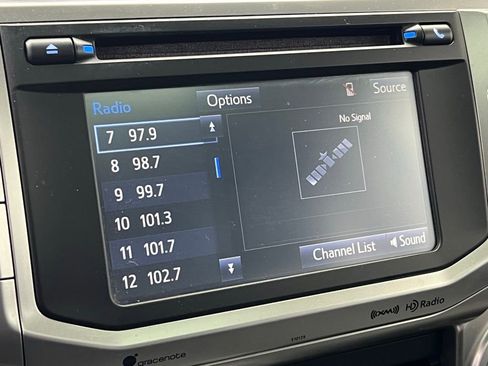 Radio
Options
Source
No Signal
7 97.9
8 98.7
9 99.7
10 101.3
11 101.7
12 102.7
Channel List
Sound
gracenote
((XM))
HD Radio